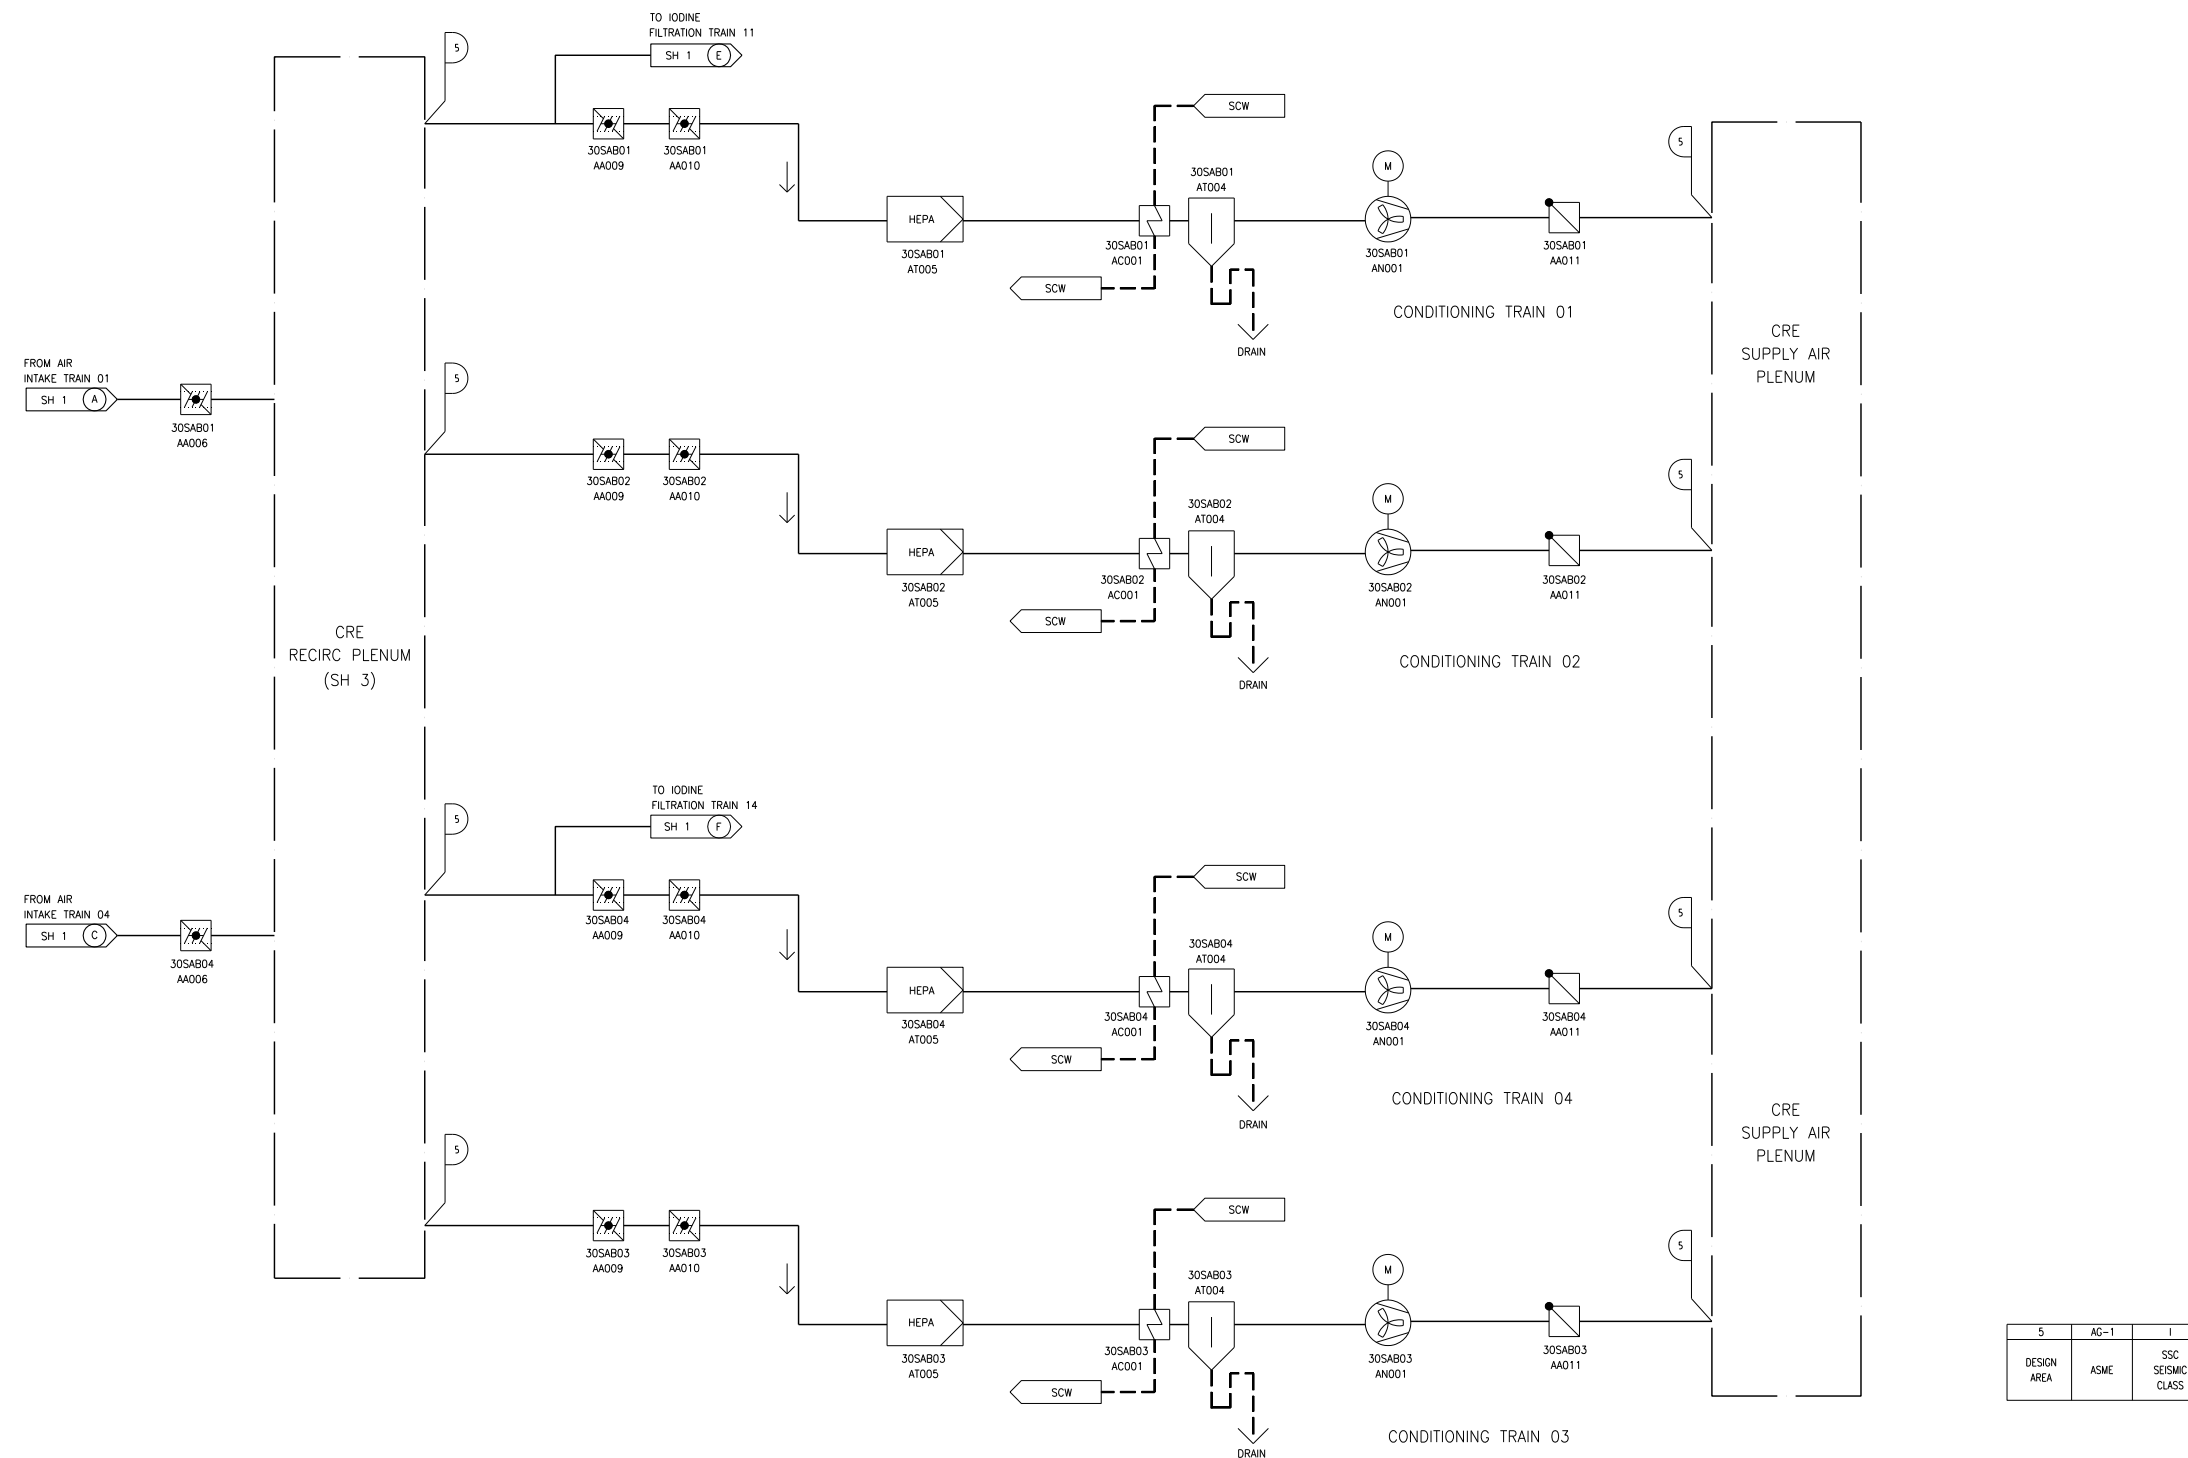 TO IODINE
FILTRATION TRAIN 11
SH 1 E
5
30SAB01
AA009
30SAB01
AA010
HEPA
30SAB01
AT005
SCW
30SAB01
AC001
SCW
30SAB01
AT004
DRAIN
M
30SAB01
AN001
30SAB01
AA011
5
CONDITIONING TRAIN 01
CRE
SUPPLY AIR
PLENUM
FROM AIR
INTAKE TRAIN 01
SH 1 A
30SAB01
AA006
5
30SAB02
AA009
30SAB02
AA010
HEPA
30SAB02
AT005
SCW
30SAB02
AC001
SCW
30SAB02
AT004
DRAIN
M
30SAB02
AN001
30SAB02
AA011
5
CONDITIONING TRAIN 02
CRE
RECIRC PLENUM
(SH 3)
TO IODINE
FILTRATION TRAIN 14
SH 1 F
5
FROM AIR
INTAKE TRAIN 04
SH 1 C
30SAB04
AA006
30SAB04
AA009
30SAB04
AA010
HEPA
30SAB04
AT005
SCW
30SAB04
AC001
SCW
30SAB04
AT004
DRAIN
M
30SAB04
AN001
30SAB04
AA011
5
CONDITIONING TRAIN 04
CRE
SUPPLY AIR
PLENUM
5
30SAB03
AA009
30SAB03
AA010
HEPA
30SAB03
AT005
SCW
30SAB03
AC001
SCW
30SAB03
AT004
DRAIN
M
30SAB03
AN001
30SAB03
AA011
5
CONDITIONING TRAIN 03
5 AG-1 I
DESIGN
AREA
ASME
SSC
SEISMIC
CLASS